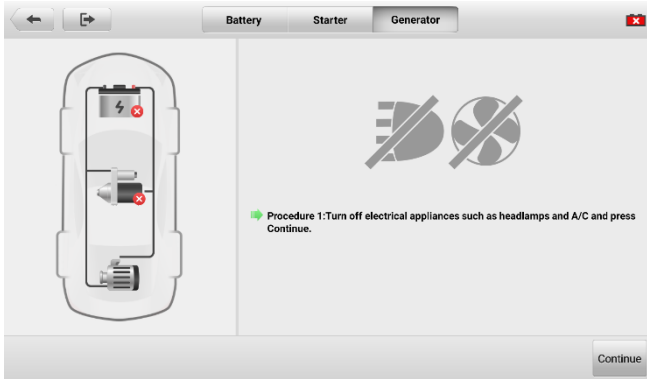 Battery Starter Generator
Procedure 1:Turn off electrical appliances such as headlamps and A/C and press
Continue.
Continue